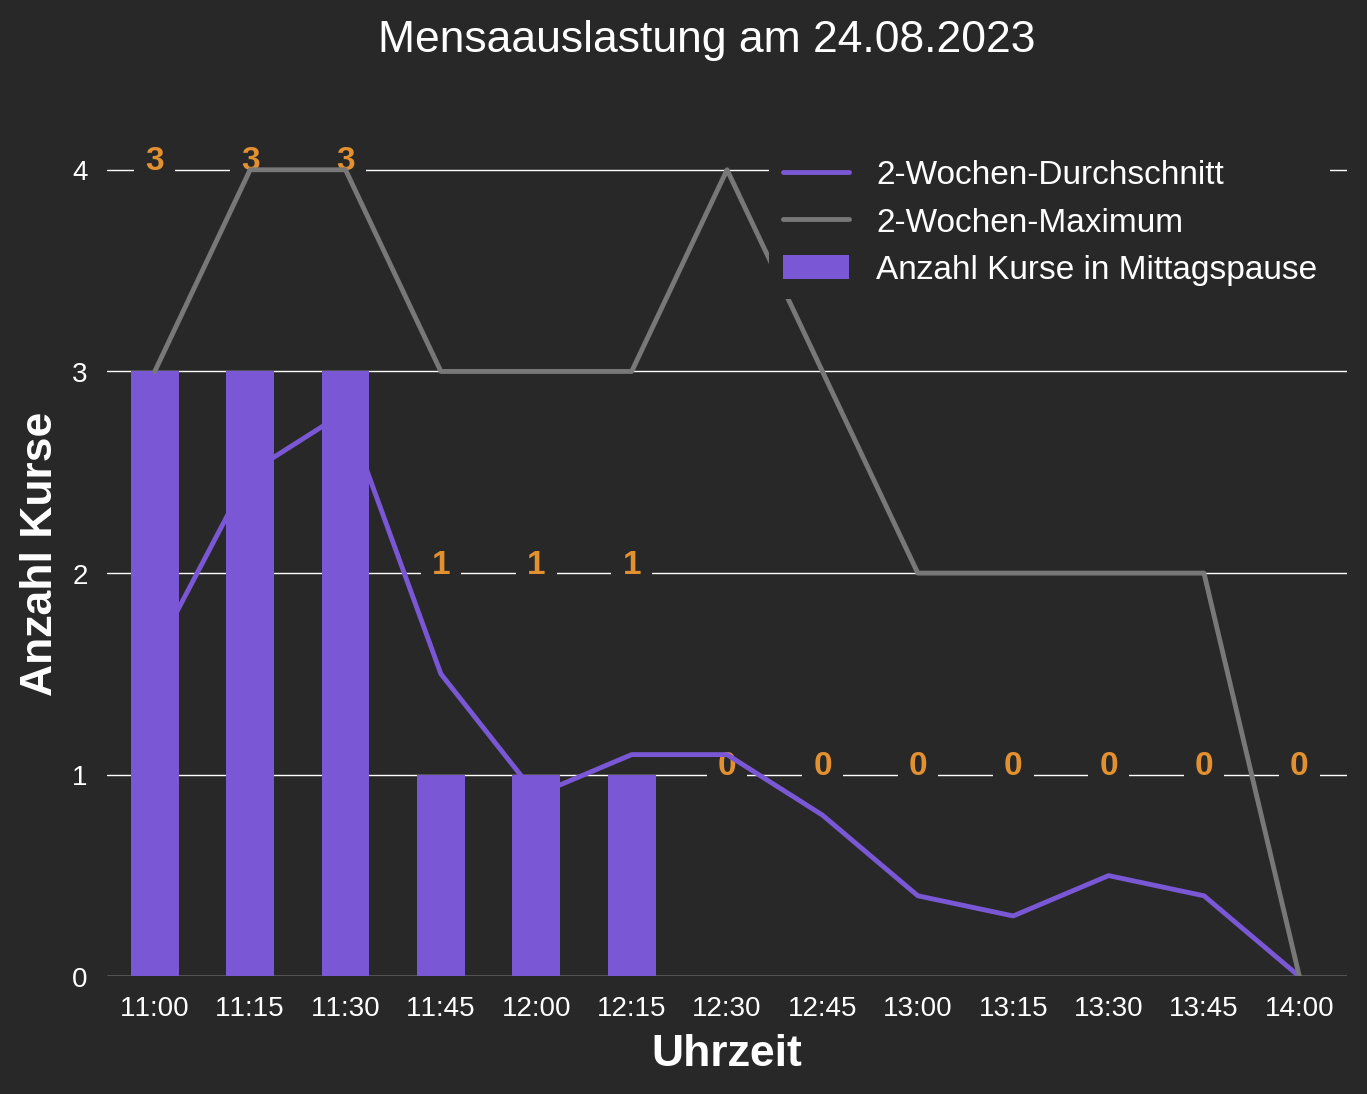 Mensaauslastung am 24.08.2023
2-Wochen-Durchschnitt
2-Wochen-Maximum
Anzahl Kurse in Mittagspause
Anzahl Kurse
4
3
2
1
0
3 3 3
1 1 1
0 0 0 0 0 0 0
11:00 11:15 11:30 11:45 12:00 12:15 12:30 12:45 13:00 13:15 13:30 13:45 14:00
Uhrzeit